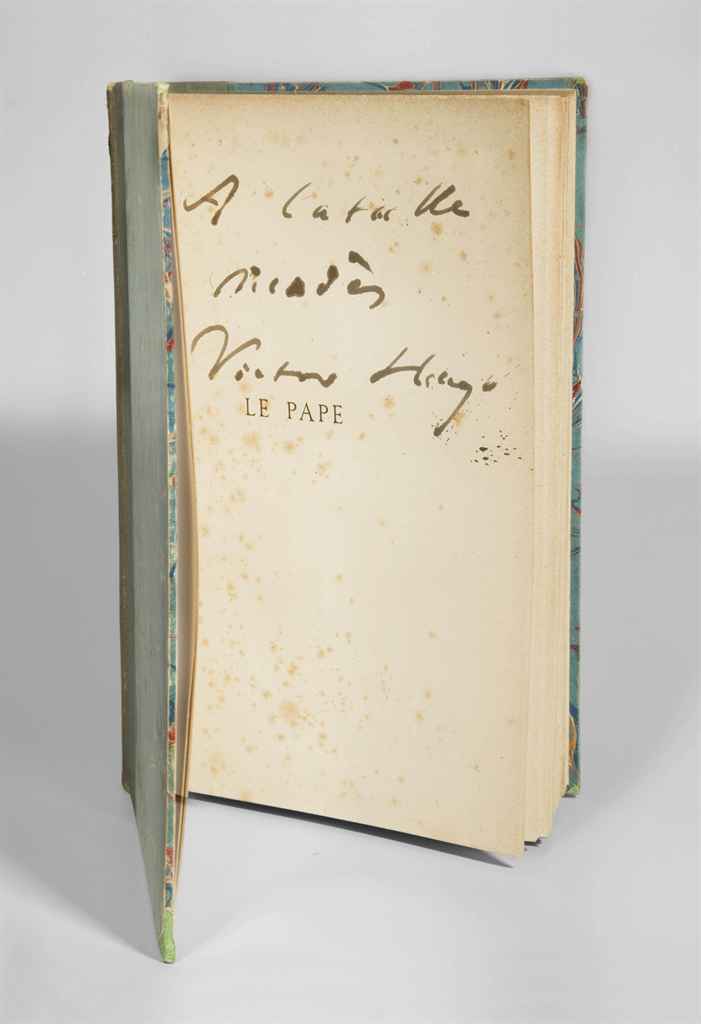 A Catulle
Mendès
Victor Hugo
LE PAPE